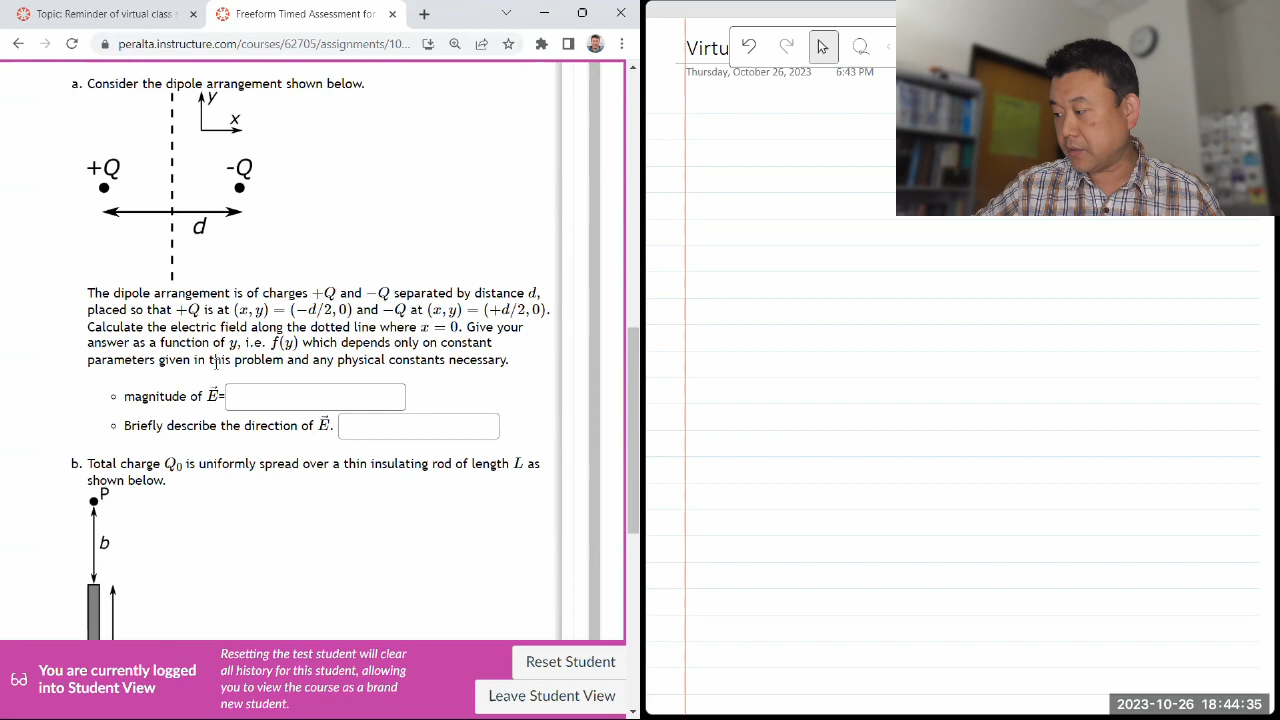 Topic: Reminder of virtual class s
Freeform Timed Assessment for
peralta.instructure.com/courses/62705/assignments/10...
a. Consider the dipole arrangement shown below.
y
x
+Q
-Q
d
The dipole arrangement is of charges +Q and −Q separated by distance d,
placed so that +Q is at (x, y) = (−d/2, 0) and −Q at (x, y) = (+d/2, 0).
Calculate the electric field along the dotted line where x = 0. Give your
answer as a function of y, i.e. f(y) which depends only on constant
parameters given in this problem and any physical constants necessary.
magnitude of E⃗=
Briefly describe the direction of E⃗.
b. Total charge Q₀ is uniformly spread over a thin insulating rod of length L as
shown below.
P
b
You are currently logged
into Student View
Resetting the test student will clear
all history for this student, allowing
you to view the course as a brand
new student.
Reset Student
Leave Student View
Virtu
Thursday, October 26, 2023 6:43 PM
2023-10-26 18:44:35